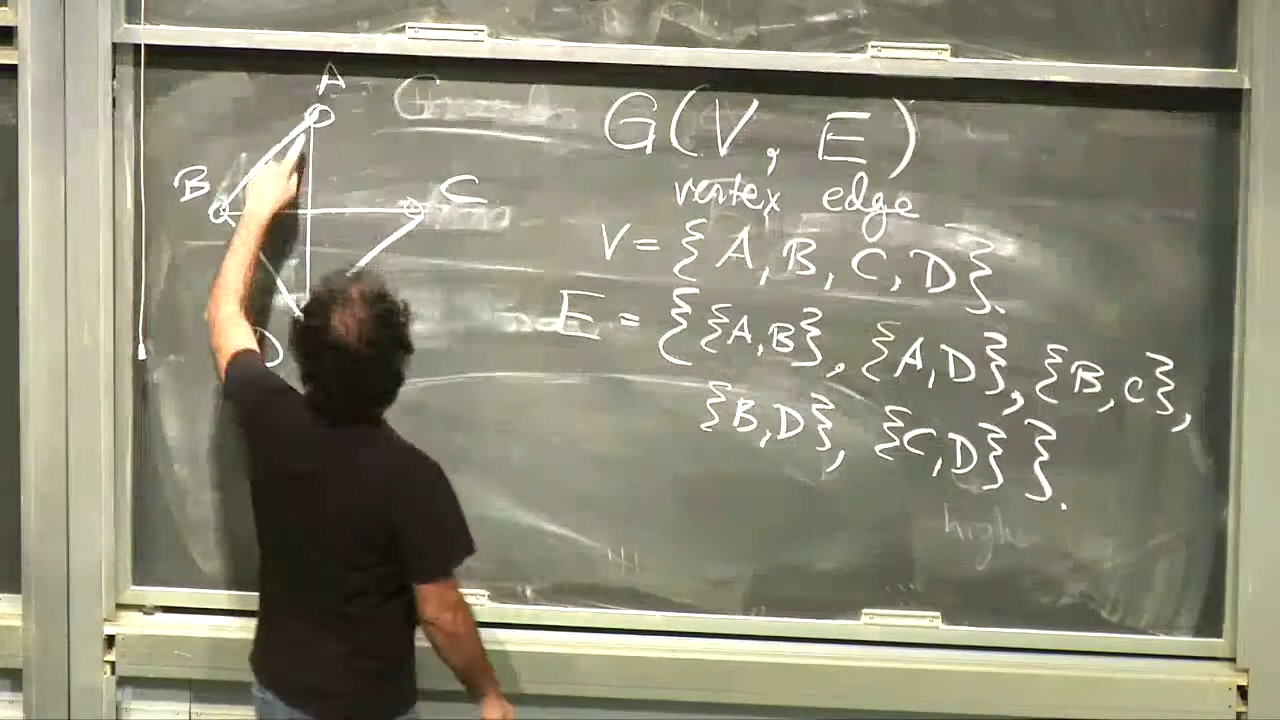 A
B
C
D
G(V, E)
vertex edge
V = {A, B, C, D}.
E = {{A,B}, {A,D}, {B,C},
{B,D}, {C,D}}.